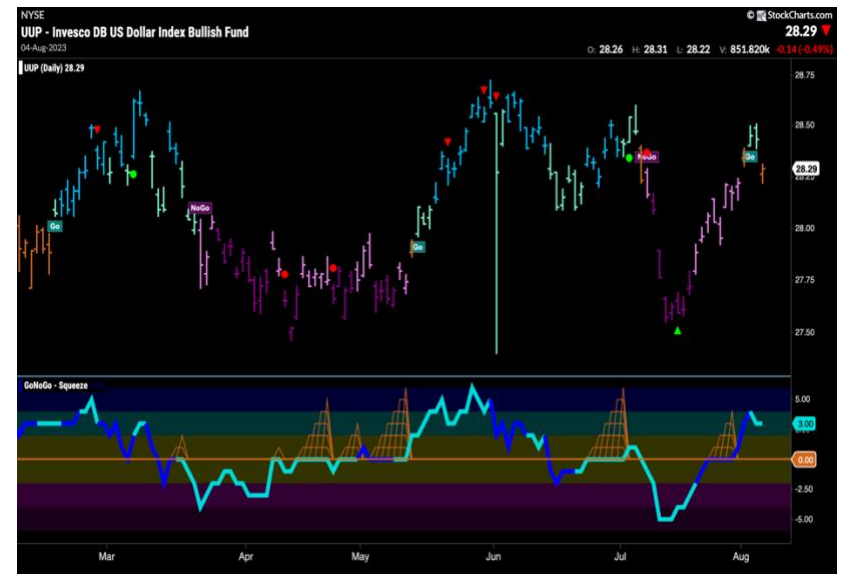 NYSE
© StockCharts.com
UUP - Invesco DB US Dollar Index Bullish Fund
28.29
04-Aug-2023
O: 28.26 H: 28.31 L: 28.22 V: 851.820k -0.14 (-0.49%)
UUP (Daily) 28.29
28.75
28.50
28.29
28.00
27.75
27.50
Go
NoGo
Go
NoGo
Go
GoNoGo - Squeeze
5.00
3.00
0.00
-2.50
-5.00
Mar Apr May Jun Jul Aug